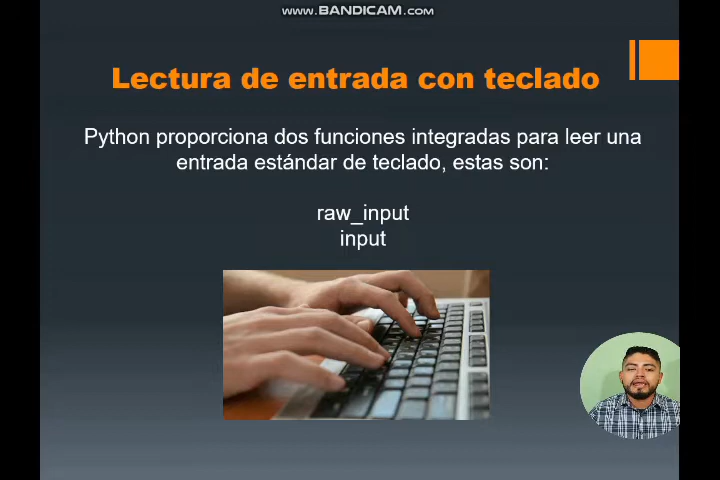 WWW.BANDICAM.COM
Lectura de entrada con teclado
Python proporciona dos funciones integradas para leer una
entrada estándar de teclado, estas son:
raw_input
input